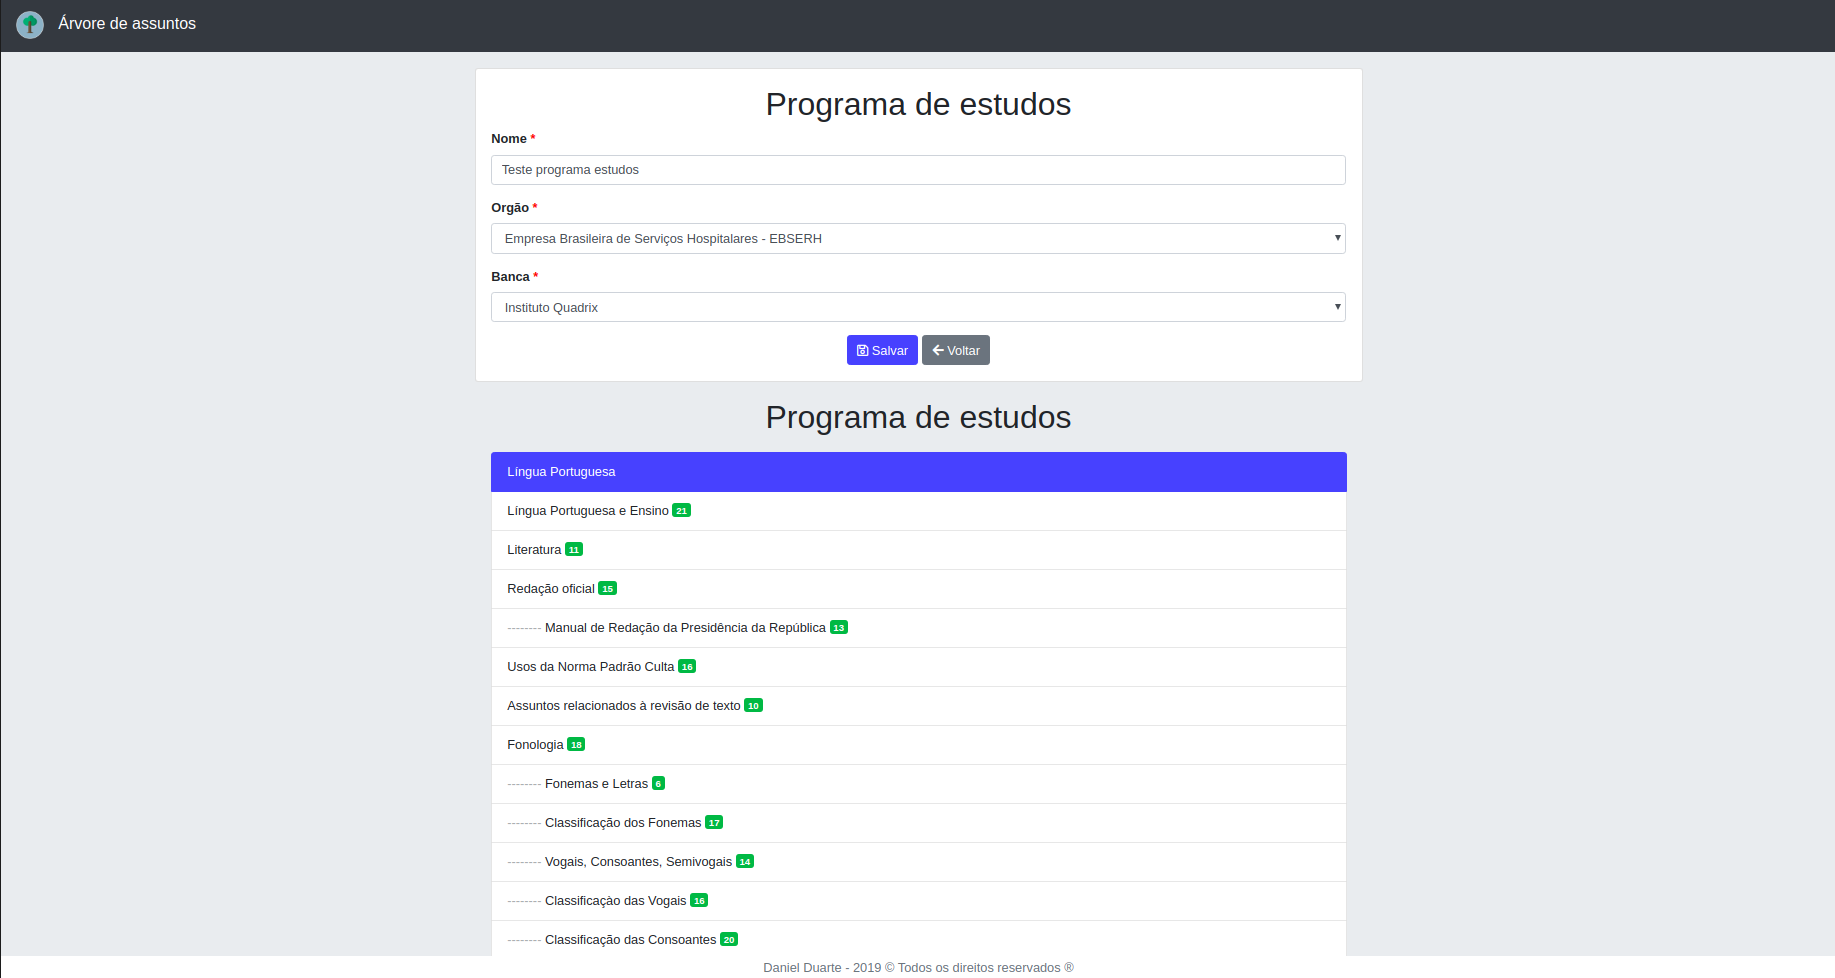 Árvore de assuntos
Programa de estudos
Nome *
Teste programa estudos
Orgão *
Empresa Brasileira de Serviços Hospitalares - EBSERH
Banca *
Instituto Quadrix
Salvar Voltar
Programa de estudos
Língua Portuguesa
Língua Portuguesa e Ensino 21
Literatura 11
Redação oficial 15
-------- Manual de Redação da Presidência da República 13
Usos da Norma Padrão Culta 16
Assuntos relacionados à revisão de texto 10
Fonologia 18
-------- Fonemas e Letras 6
-------- Classificação dos Fonemas 17
-------- Vogais, Consoantes, Semivogais 14
-------- Classificaçào das Vogais 16
-------- Classificação das Consoantes 20
Daniel Duarte - 2019 © Todos os direitos reservados ®